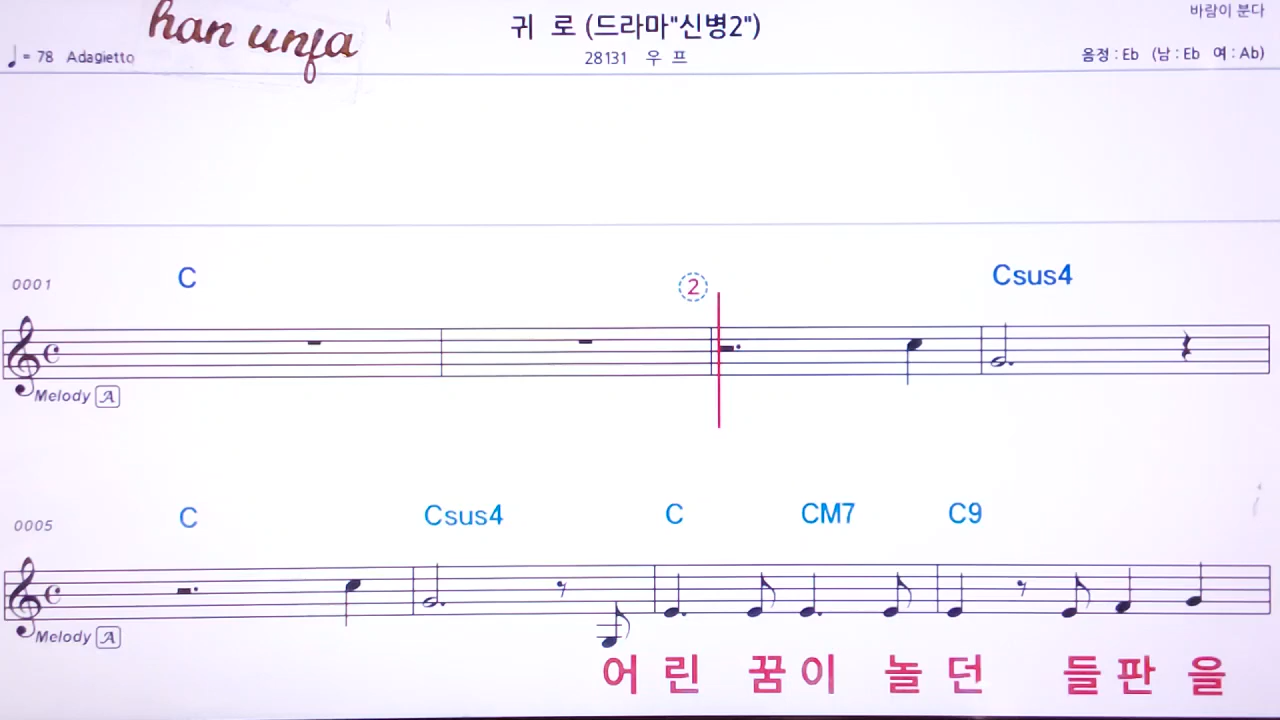 han unja
귀 로 (드라마"신병2")
바람이 분다
♩= 78 Adagietto
28131 우 프
음정 : Eb (남 : Eb 여 : Ab)
0001 C ② Csus4
Melody A
0005 C Csus4 C CM7 C9
Melody A
어 린 꿈 이 놀 던 들 판 을